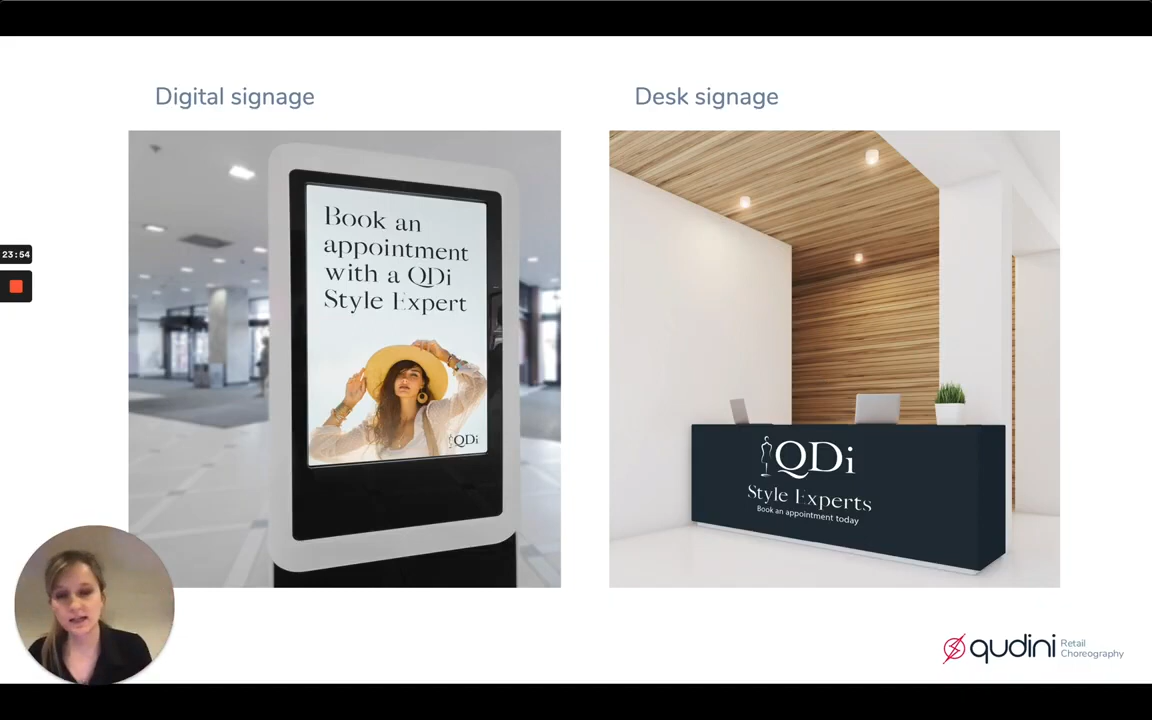 Digital signage
Desk signage
23:54
Book an
appointment
with a QDi
Style Expert
QDi
QDi
Style Experts
Book an appointment today
qudini
Retail
Choreography